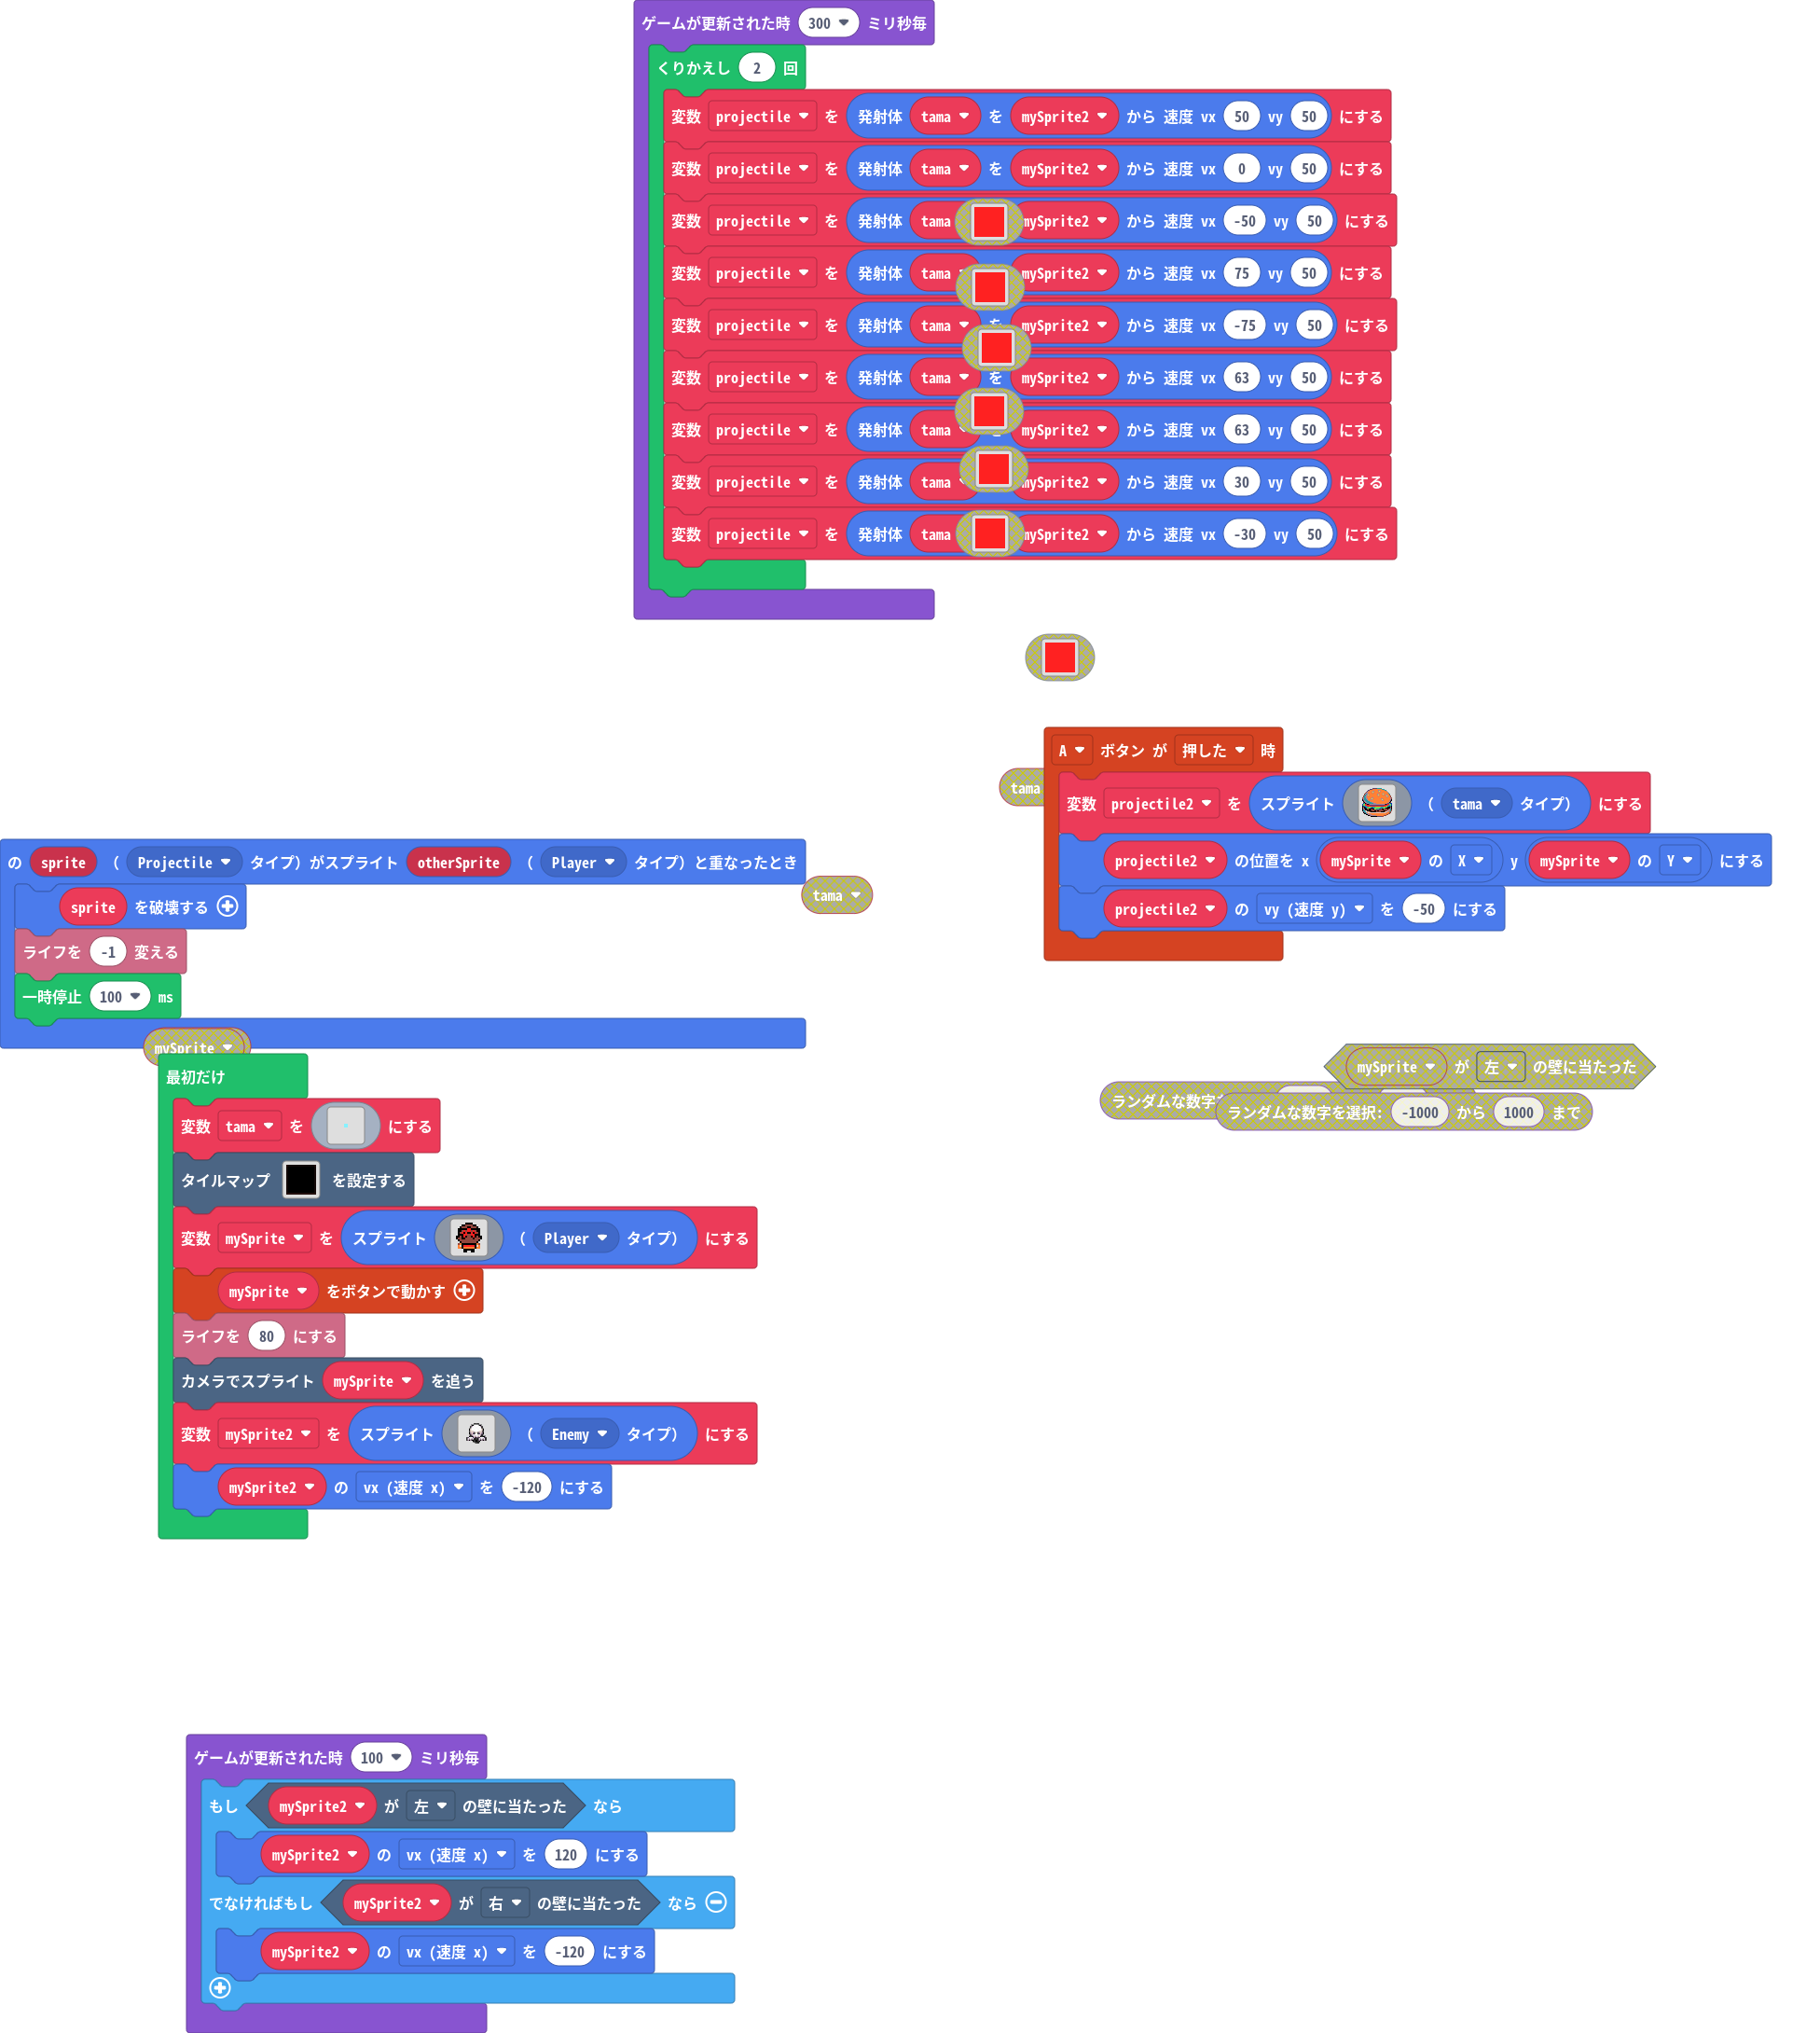 ゲームが更新された時 300 ミリ秒毎
くりかえし 2 回
変数 projectile を 発射体 tama を mySprite2 から 速度 vx 50 vy 50 にする
変数 projectile を 発射体 tama を mySprite2 から 速度 vx 0 vy 50 にする
変数 projectile を 発射体 tama mySprite2 から 速度 vx -50 vy 50 にする
変数 projectile を 発射体 tama mySprite2 から 速度 vx 75 vy 50 にする
変数 projectile を 発射体 tama を mySprite2 から 速度 vx -75 vy 50 にする
変数 projectile を 発射体 tama を mySprite2 から 速度 vx 63 vy 50 にする
変数 projectile を 発射体 tama を mySprite2 から 速度 vx 63 vy 50 にする
変数 projectile を 発射体 tama mySprite2 から 速度 vx 30 vy 50 にする
変数 projectile を 発射体 tama mySprite2 から 速度 vx -30 vy 50 にする
A ボタン が 押した 時
tama
変数 projectile2 を スプライト ( tama タイプ) にする
projectile2 の位置を x mySprite の X y mySprite の Y にする
projectile2 の vy (速度 y) を -50 にする
の sprite ( Projectile タイプ) がスプライト otherSprite ( Player タイプ) と重なったとき
tama
sprite を破壊する
ライフを -1 変える
一時停止 100 ms
mySprite
mySprite が 左 の壁に当たった
ランダムな数字
ランダムな数字を選択: -1000 から 1000 まで
最初だけ
変数 tama を にする
タイルマップ を設定する
変数 mySprite を スプライト ( Player タイプ) にする
mySprite をボタンで動かす
ライフを 80 にする
カメラでスプライト mySprite を追う
変数 mySprite2 を スプライト ( Enemy タイプ) にする
mySprite2 の vx (速度 x) を -120 にする
ゲームが更新された時 100 ミリ秒毎
もし mySprite2 が 左 の壁に当たった なら
mySprite2 の vx (速度 x) を 120 にする
でなければもし mySprite2 が 右 の壁に当たった なら
mySprite2 の vx (速度 x) を -120 にする